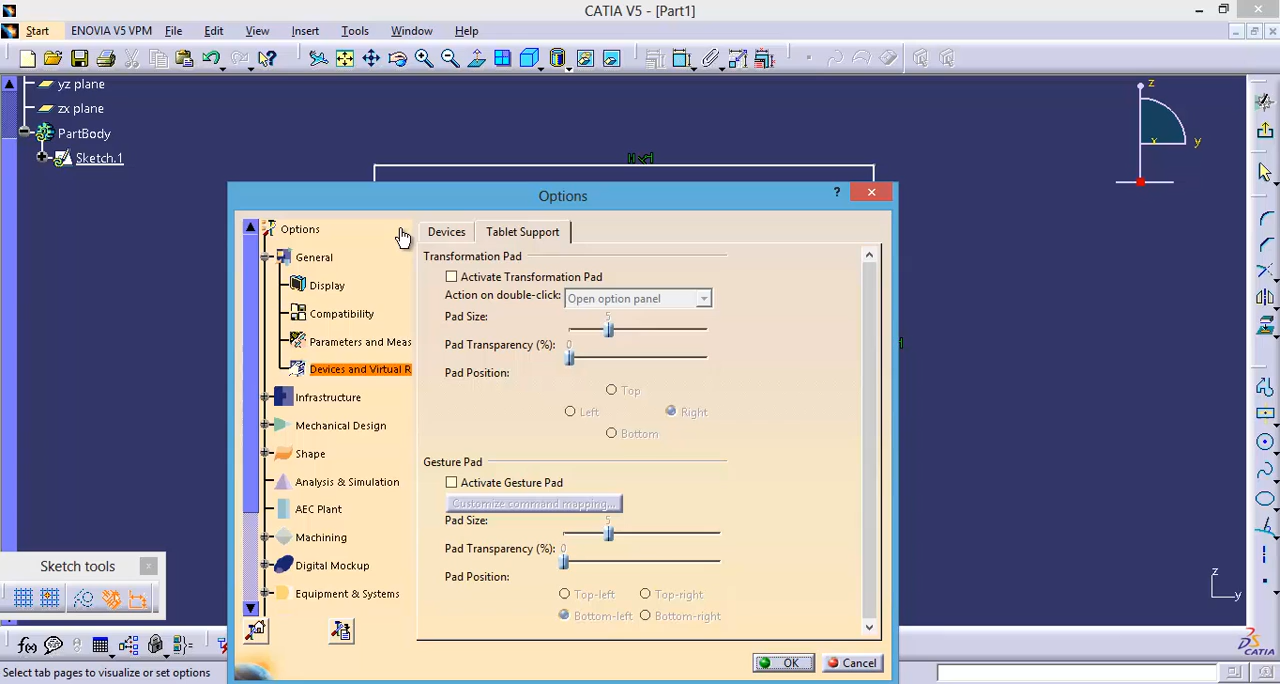 CATIA V5 - [Part1]
Start ENOVIA V5 VPM File Edit View Insert Tools Window Help
yz plane
zx plane
PartBody
Sketch.1
z
x
y
H
Options
?
Options
General
Display
Compatibility
Parameters and Meas
Devices and Virtual R
Infrastructure
Mechanical Design
Shape
Analysis & Simulation
AEC Plant
Machining
Digital Mockup
Equipment & Systems
Devices Tablet Support
Transformation Pad
Activate Transformation Pad
Action on double-click: Open option panel
Pad Size: 5
Pad Transparency (%): 0
Pad Position:
Top
Left Right
Bottom
Gesture Pad
Activate Gesture Pad
Customize command mapping...
Pad Size: 5
Pad Transparency (%): 0
Pad Position:
Top-left Top-right
Bottom-left Bottom-right
OK Cancel
Sketch tools
z
y
f(x)
CATIA
Select tab pages to visualize or set options